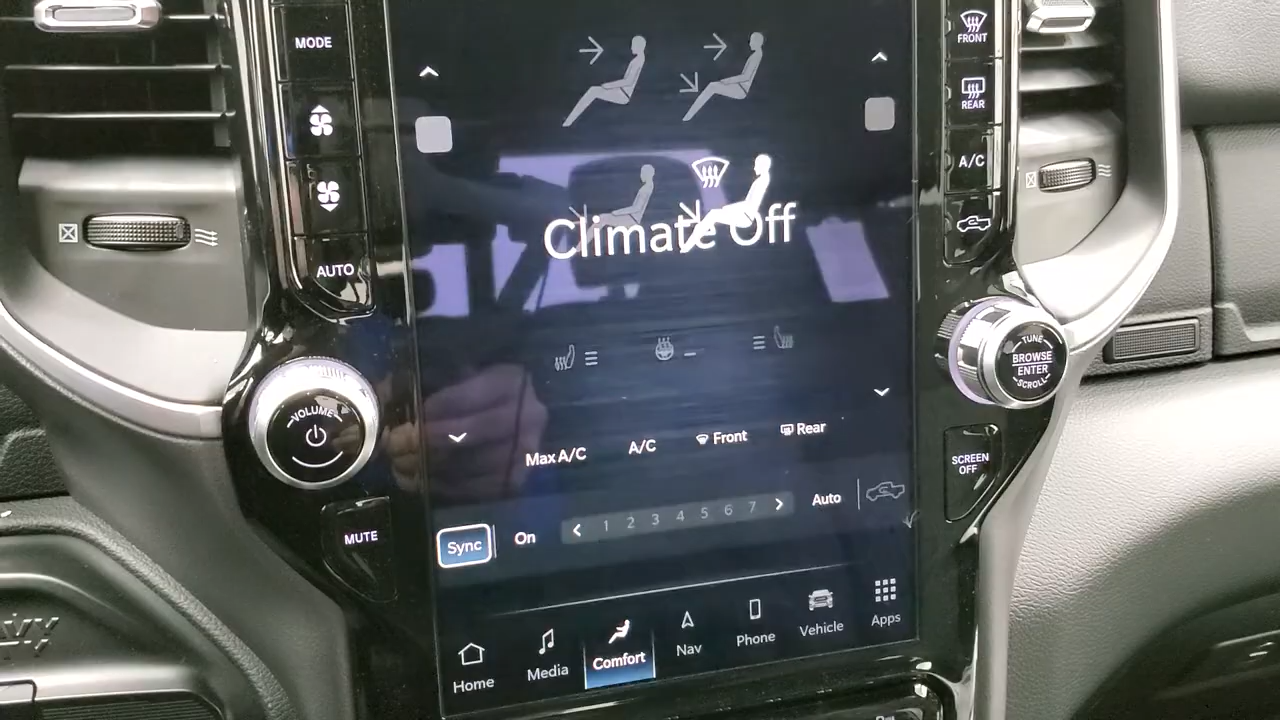 MODE
AUTO
VOLUME
MUTE
Climate Off
Max A/C
A/C
Front
Rear
Sync
On
1 2 3 4 5 6 7
Auto
Home
Media
Comfort
Nav
Phone
Vehicle
Apps
FRONT
REAR
A/C
TUNE
BROWSE
ENTER
SCROLL
SCREEN
OFF